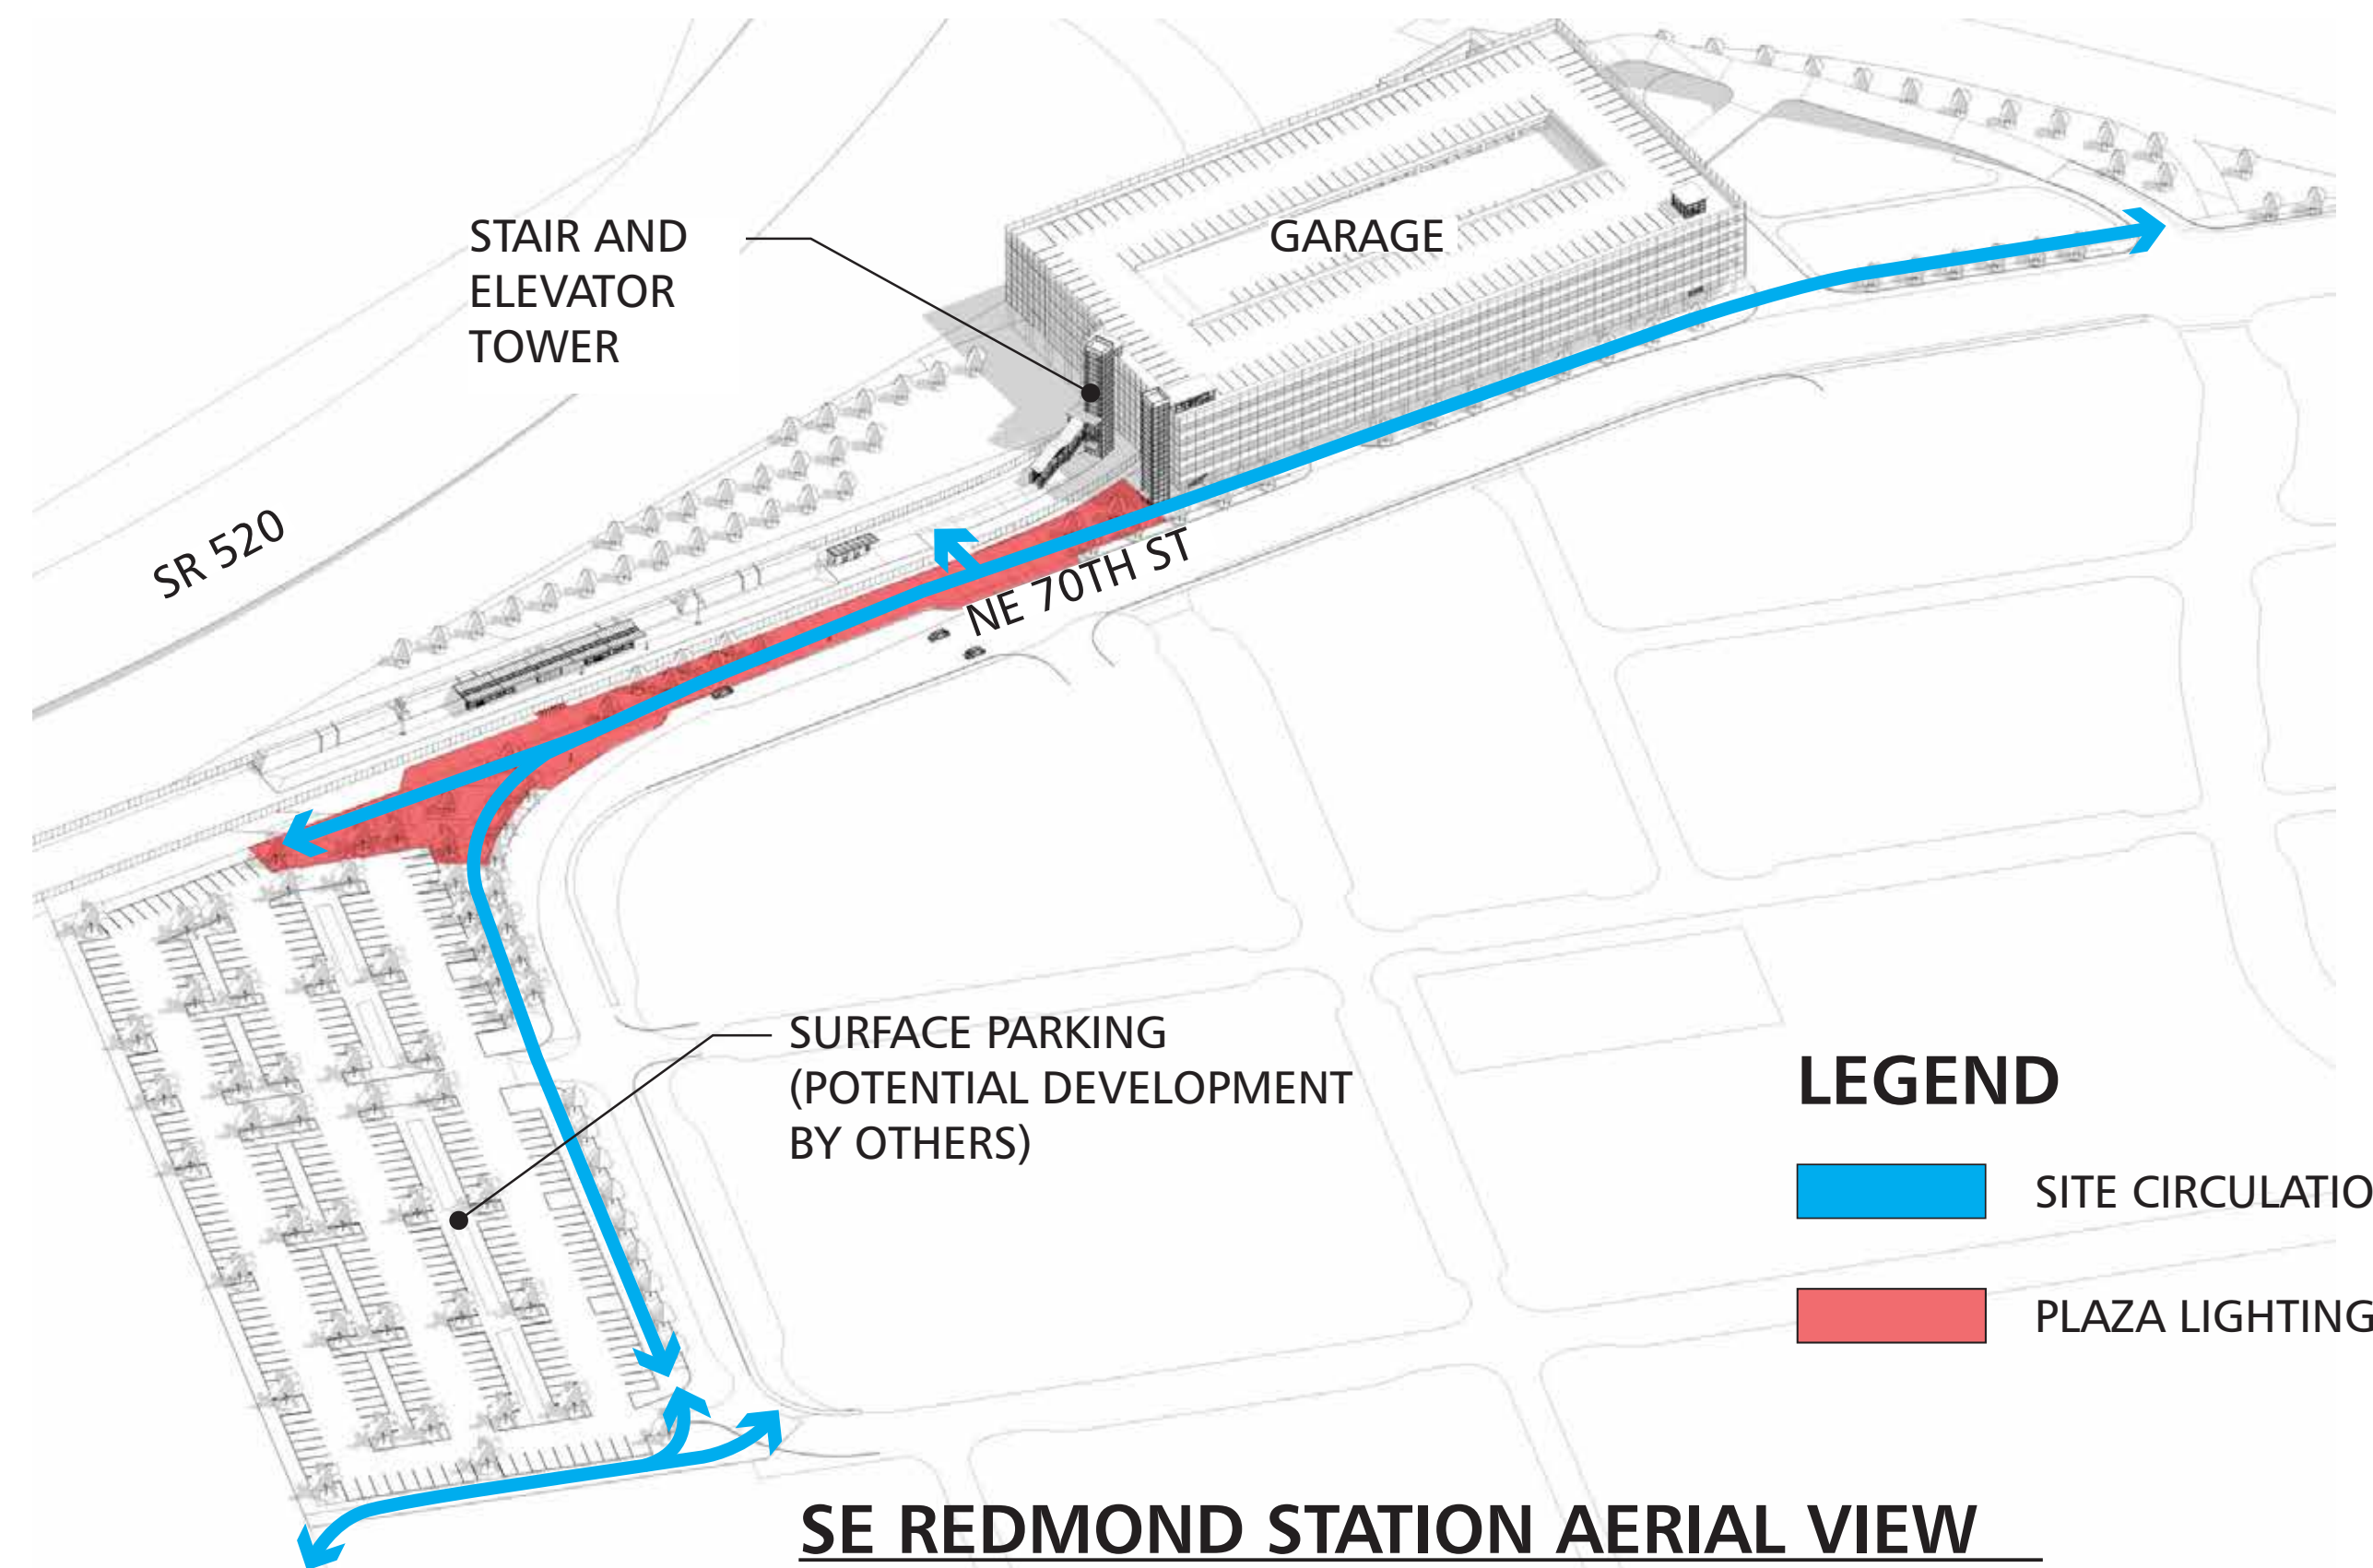 STAIR AND
ELEVATOR
TOWER
GARAGE
SR 520
NE 70TH ST
SURFACE PARKING
(POTENTIAL DEVELOPMENT
BY OTHERS)
LEGEND
SITE CIRCULATIO
PLAZA LIGHTING
SE REDMOND STATION AERIAL VIEW